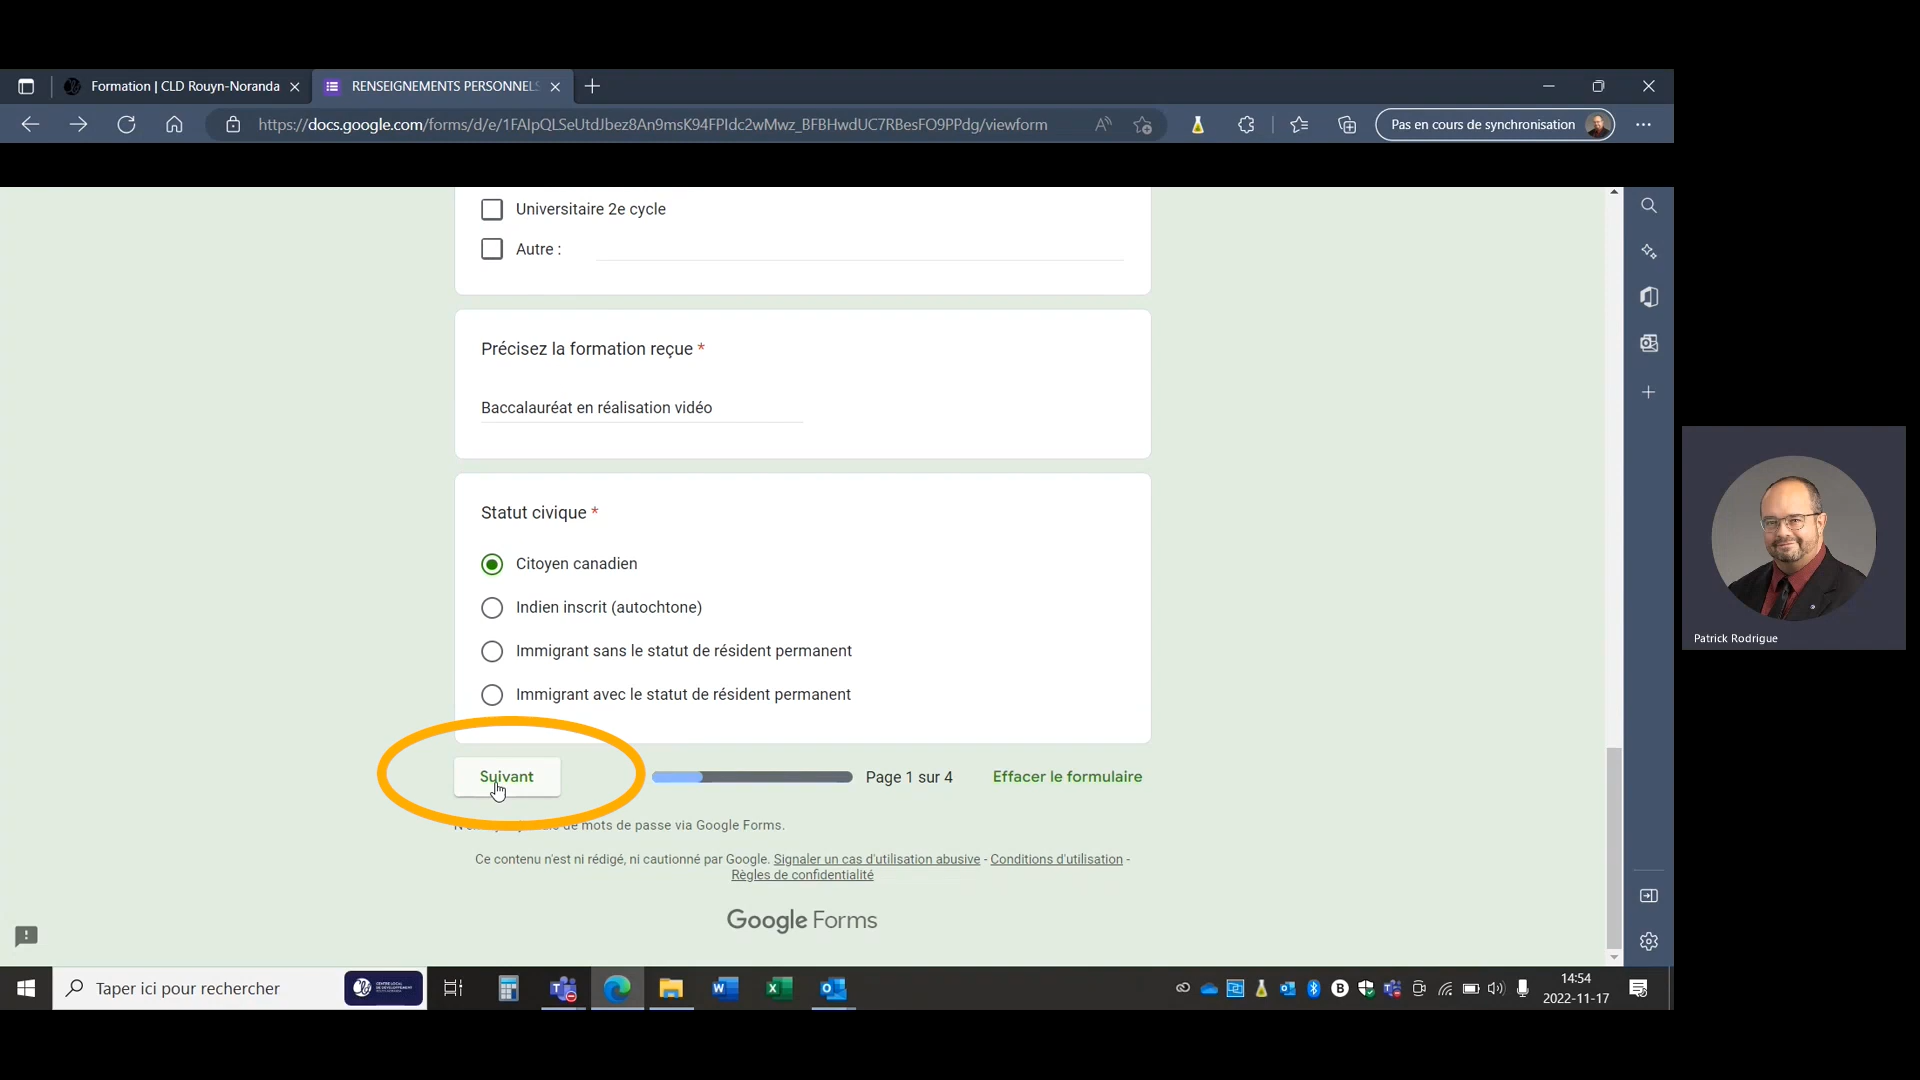 Formation | CLD Rouyn-Noranda
RENSEIGNEMENTS PERSONNELS
https://docs.google.com/forms/d/e/1FAIpQLSeUtdJbez8An9msK94FPIdc2wMwz_BFBHwdUC7RBesFO9PPdg/viewform
Pas en cours de synchronisation
Universitaire 2e cycle
Autre :
Précisez la formation reçue *
Baccalauréat en réalisation vidéo
Statut civique *
Citoyen canadien
Indien inscrit (autochtone)
Immigrant sans le statut de résident permanent
Immigrant avec le statut de résident permanent
Suivant
Page 1 sur 4
Effacer le formulaire
de mots de passe via Google Forms.
Ce contenu n'est ni rédigé, ni cautionné par Google. Signaler un cas d'utilisation abusive - Conditions d'utilisation -
Règles de confidentialité
Google Forms
Patrick Rodrigue
Taper ici pour rechercher
14:54
2022-11-17